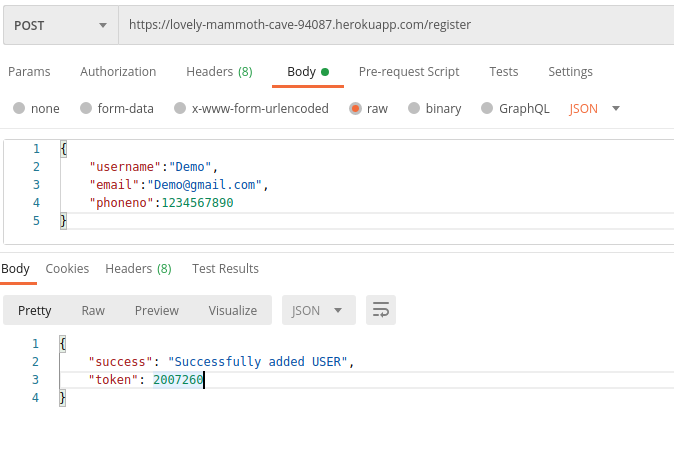 POST https://lovely-mammoth-cave-94087.herokuapp.com/register
Params Authorization Headers (8) Body Pre-request Script Tests Settings
none form-data x-www-form-urlencoded raw binary GraphQL JSON
1 {
2 "username":"Demo",
3 "email":"Demo@gmail.com",
4 "phoneno":1234567890
5 }
Body Cookies Headers (8) Test Results
Pretty Raw Preview Visualize JSON
1 {
2 "success": "Successfully added USER",
3 "token": 2007260
4 }